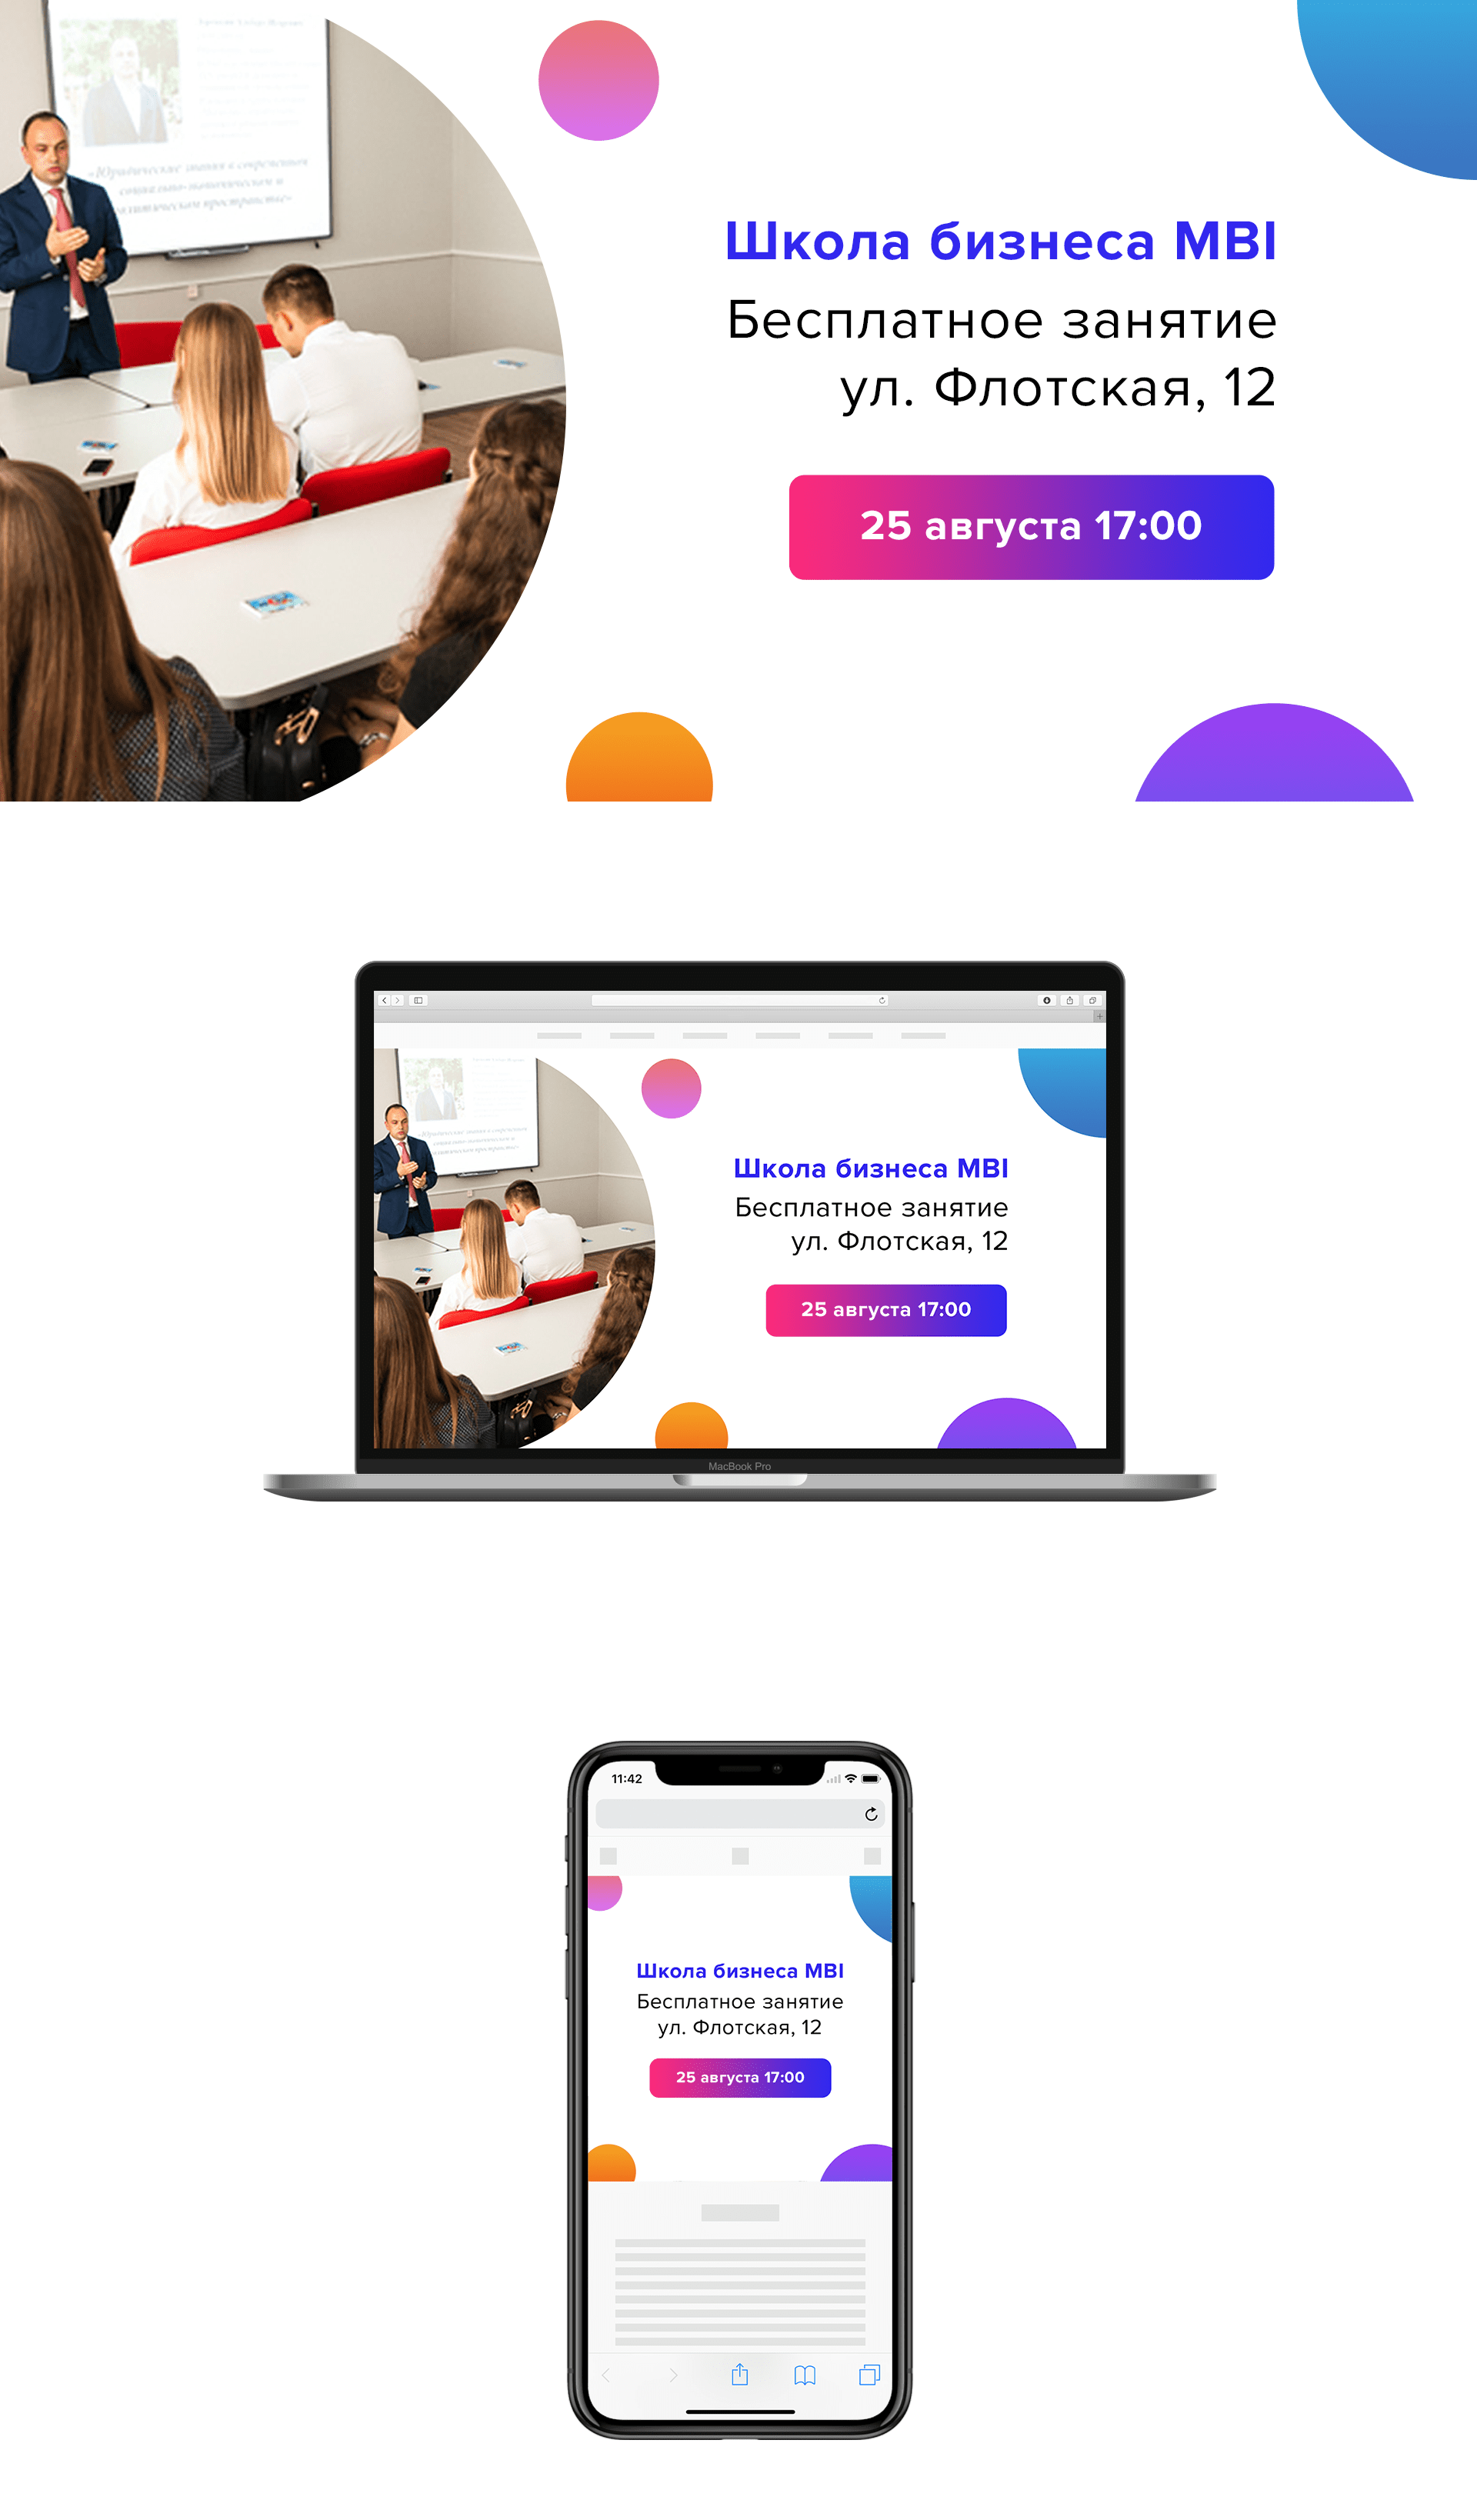 «Юридические знания в современном
социально-экономическом и
политическом пространстве»
Школа бизнеса MBI
Бесплатное занятие
ул. Флотская, 12
25 августа 17:00
Школа бизнеса MBI
Бесплатное занятие
ул. Флотская, 12
25 августа 17:00
MacBook Pro
11:42
Школа бизнеса MBI
Бесплатное занятие
ул. Флотская, 12
25 августа 17:00